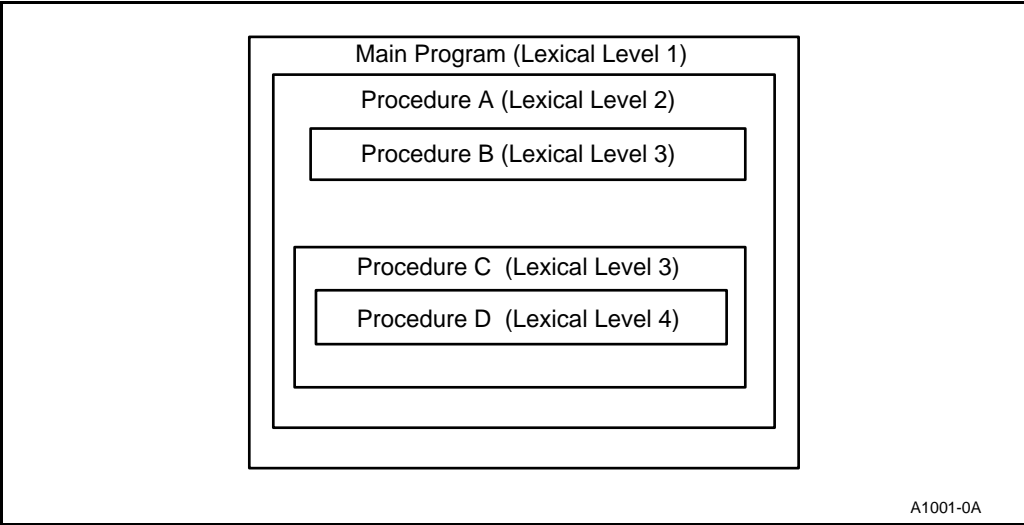 Main Program (Lexical Level 1)
Procedure A (Lexical Level 2)
Procedure B (Lexical Level 3)
Procedure C (Lexical Level 3)
Procedure D (Lexical Level 4)
A1001-0A